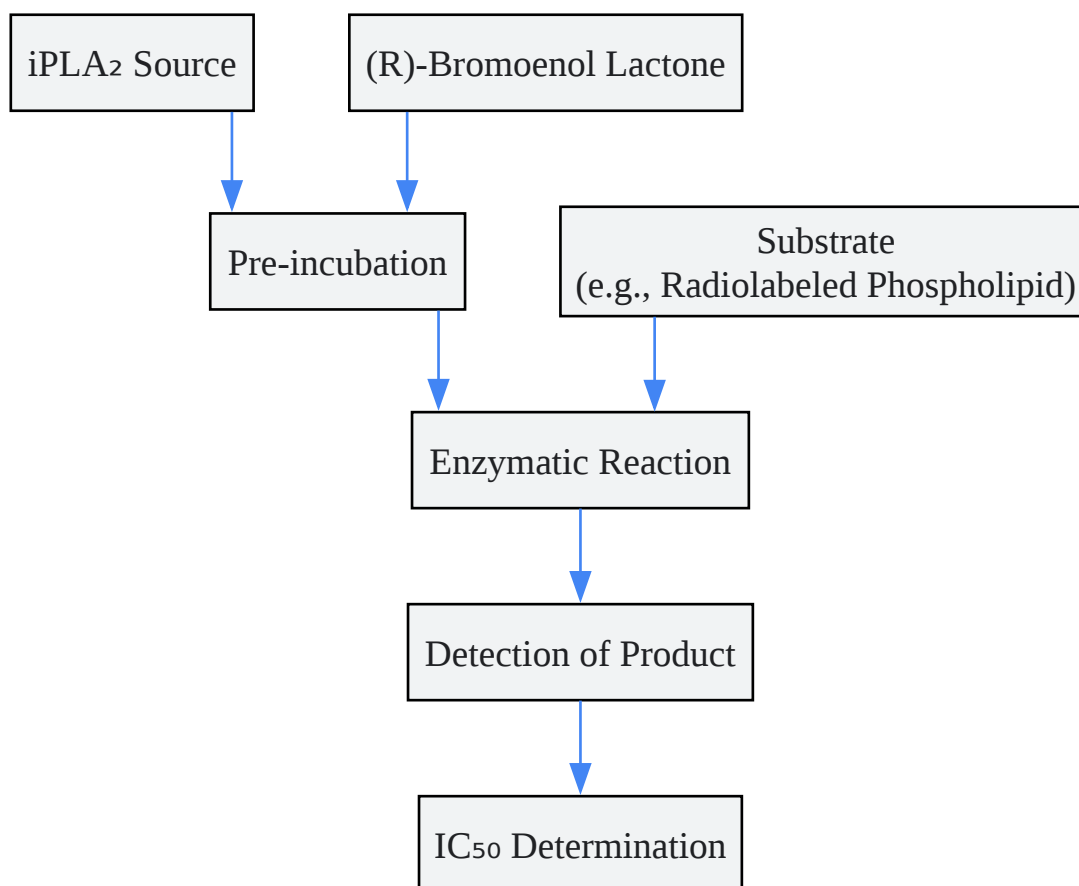 iPLA₂ Source
(R)-Bromoenol Lactone
Pre-incubation
Substrate
(e.g., Radiolabeled Phospholipid)
Enzymatic Reaction
Detection of Product
IC₅₀ Determination